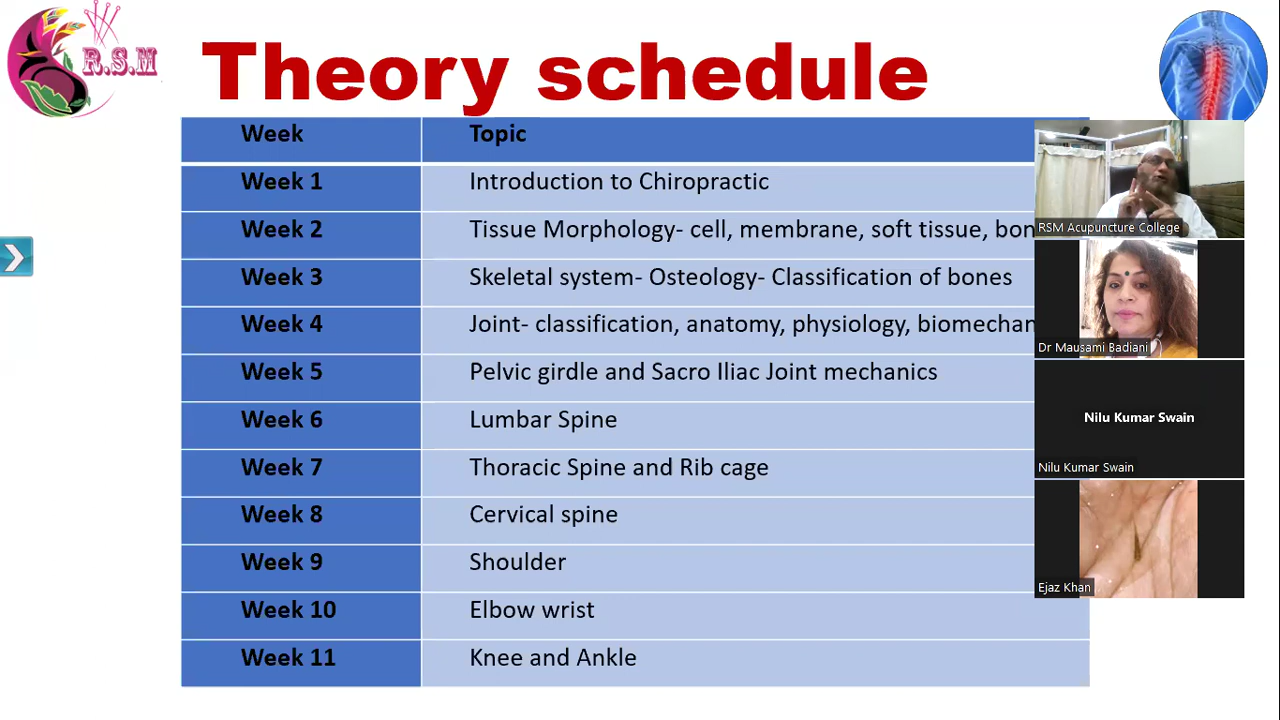 R.S.M
Theory schedule
Week Topic
Week 1 Introduction to Chiropractic
Week 2 Tissue Morphology- cell, membrane, soft tissue,
Week 3 Skeletal system- Osteology- Classification of bones
Week 4 Joint- classification, anatomy, physiology,
Week 5 Pelvic girdle and Sacro Iliac Joint mechanics
Week 6 Lumbar Spine
Week 7 Thoracic Spine and Rib cage
Week 8 Cervical spine
Week 9 Shoulder
Week 10 Elbow wrist
Week 11 Knee and Ankle
RSM Acupuncture College
Dr Mausami Badiani
Nilu Kumar Swain
Nilu Kumar Swain
Ejaz Khan